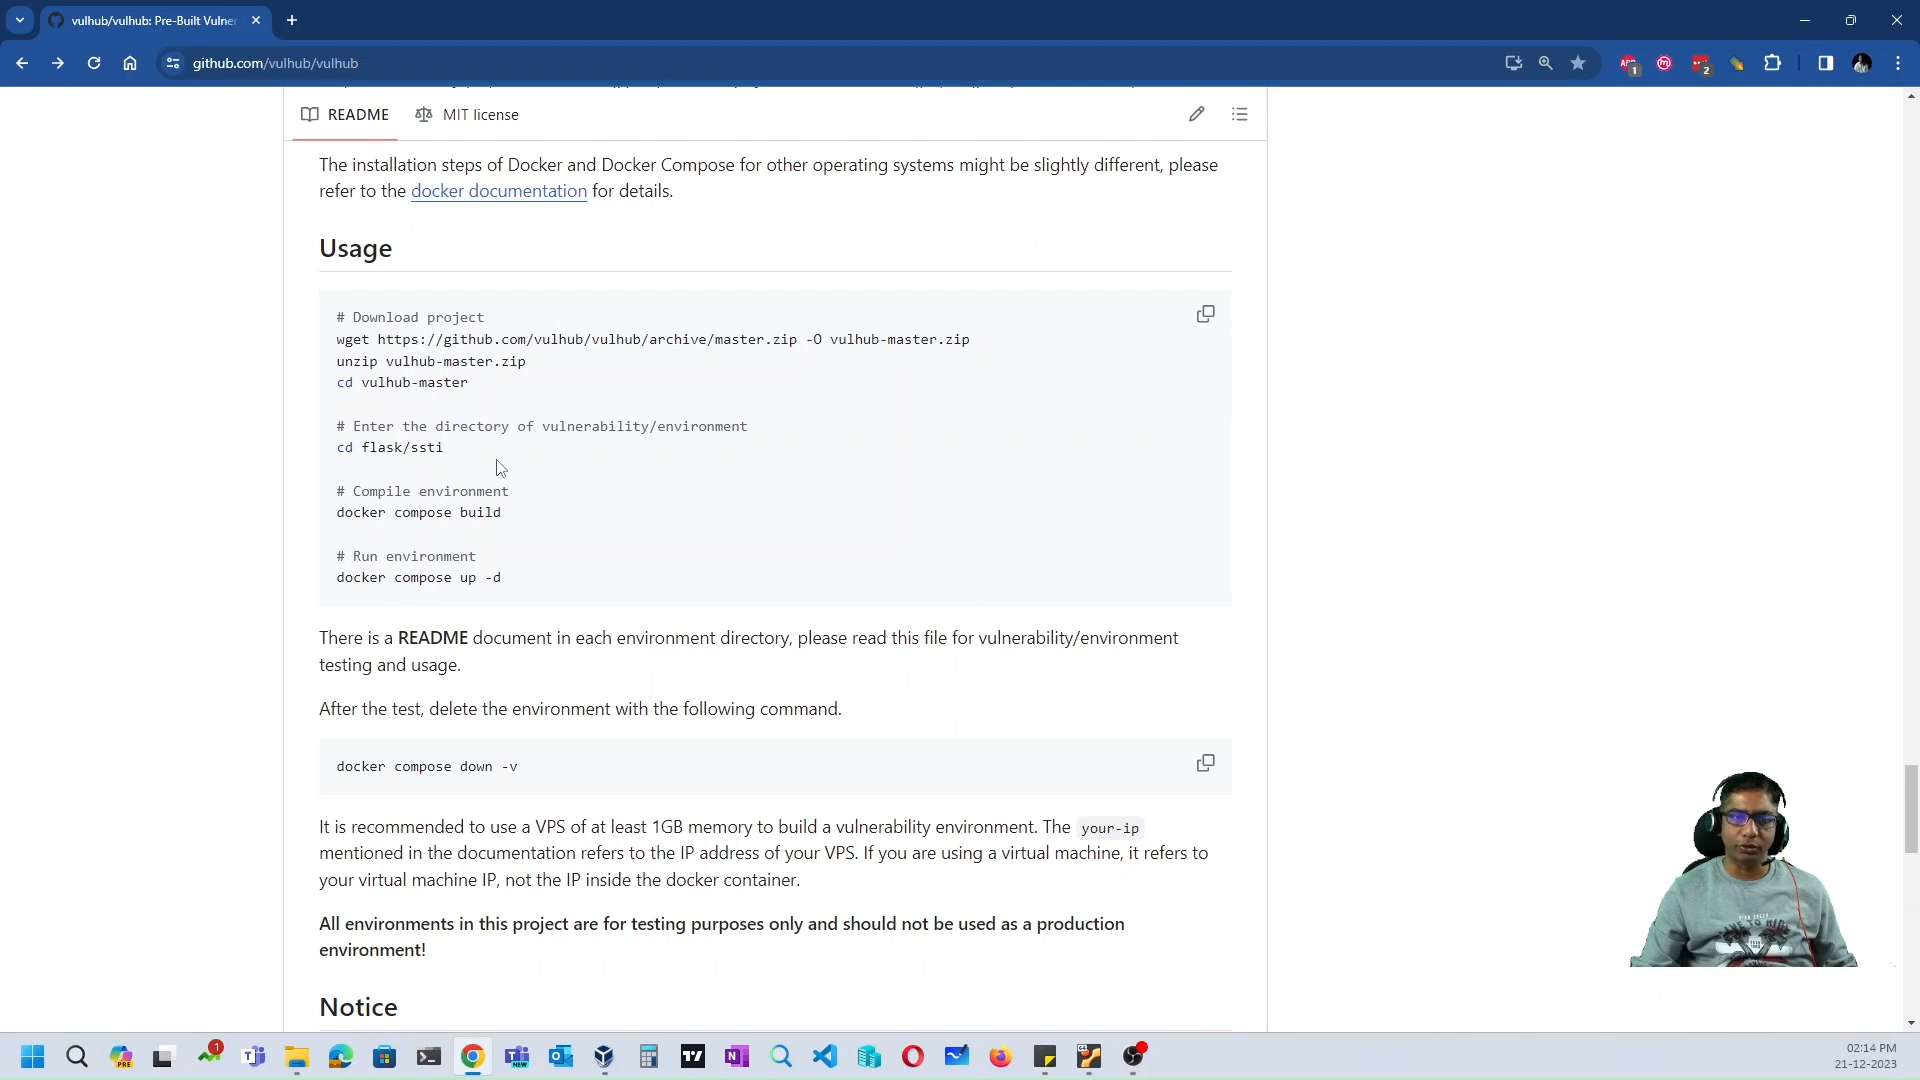 vulhub/vulhub: Pre-Built Vulner
github.com/vulhub/vulhub
1
2
README
MIT license
The installation steps of Docker and Docker Compose for other operating systems might be slightly different, please
refer to the docker documentation for details.
Usage
# Download project
wget https://github.com/vulhub/vulhub/archive/master.zip -O vulhub-master.zip
unzip vulhub-master.zip
cd vulhub-master
# Enter the directory of vulnerability/environment
cd flask/ssti
# Compile environment
docker compose build
# Run environment
docker compose up -d
There is a README document in each environment directory, please read this file for vulnerability/environment
testing and usage.
After the test, delete the environment with the following command.
docker compose down -v
It is recommended to use a VPS of at least 1GB memory to build a vulnerability environment. The your-ip
mentioned in the documentation refers to the IP address of your VPS. If you are using a virtual machine, it refers to
your virtual machine IP, not the IP inside the docker container.
All environments in this project are for testing purposes only and should not be used as a production
environment!
Notice
PRE
1
NEW
02:14 PM
21-12-2023